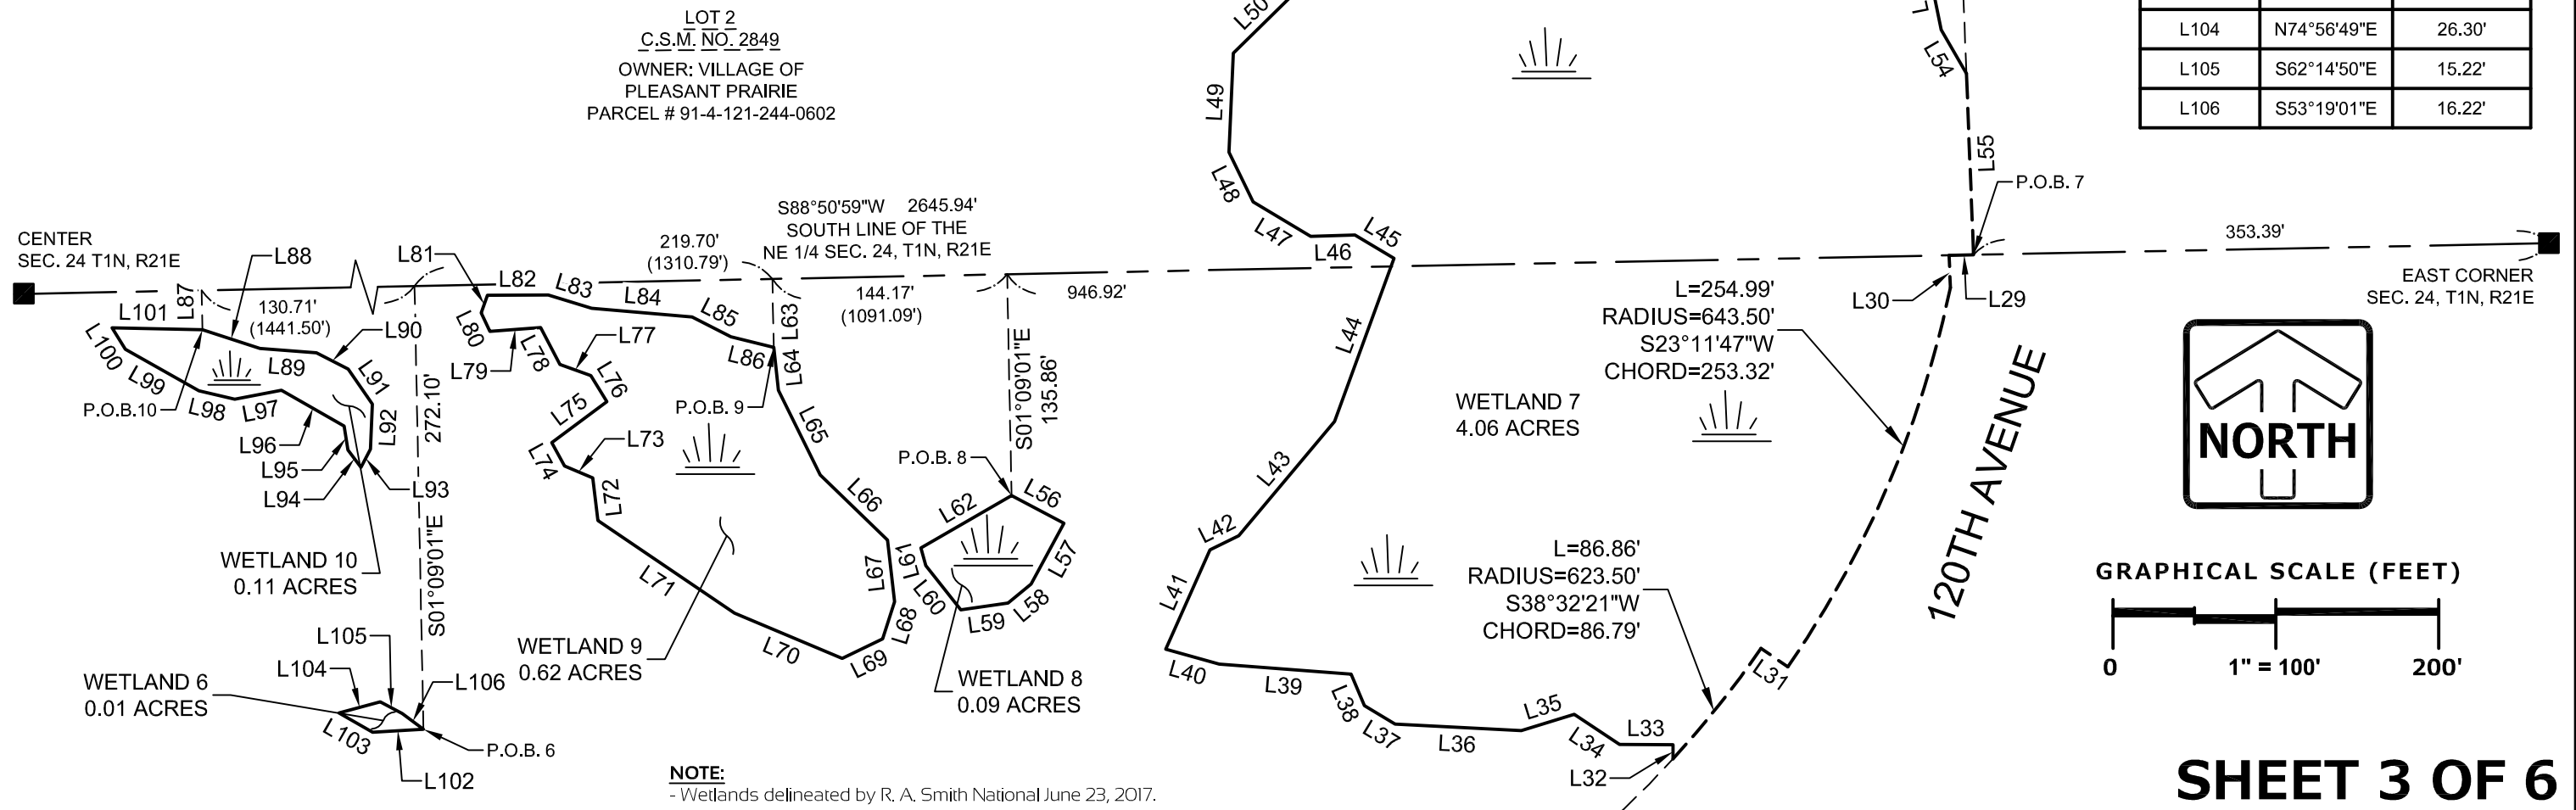 LOT 2
C.S.M. NO. 2849
OWNER: VILLAGE OF
PLEASANT PRAIRIE
PARCEL # 91-4-121-244-0602
L50
L49
L48
L47
L46
L45
L54
L55
L104 N74°56'49"E 26.30'
L105 S62°14'50"E 15.22'
L106 S53°19'01"E 16.22'
P.O.B. 7
353.39'
EAST CORNER
SEC. 24, T1N, R21E
CENTER
SEC. 24 T1N, R21E
S88°50'59"W 2645.94'
SOUTH LINE OF THE
NE 1/4 SEC. 24, T1N, R21E
219.70'
(1310.79')
144.17'
(1091.09')
946.92'
130.71'
(1441.50')
L88
L81
L82
L83
L84
L85
L86
L63
L64
L87
L101
L100
L99
L98
L97
L96
L95
L94
L93
L92
L91
L90
L89
P.O.B.10
272.10'
S01°09'01"E
L80
L79
L78
L77
L76
L75
L74
L73
L72
L71
L70
L69
L68
L67
L66
L65
P.O.B. 9
P.O.B. 8
S01°09'01"E
135.86'
L62
L56
L57
L58
L59
L60
L61
WETLAND 10
0.11 ACRES
WETLAND 9
0.62 ACRES
WETLAND 8
0.09 ACRES
WETLAND 6
0.01 ACRES
L105
L104
L106
L103
L102
P.O.B. 6
L44
L43
L42
L41
L40
L39
L38
L37
L36
L35
L34
L33
L32
L31
L30
L29
L=254.99'
RADIUS=643.50'
S23°11'47"W
CHORD=253.32'
WETLAND 7
4.06 ACRES
L=86.86'
RADIUS=623.50'
S38°32'21"W
CHORD=86.79'
120TH AVENUE
NORTH
GRAPHICAL SCALE (FEET)
0 1" = 100' 200'
NOTE:
- Wetlands delineated by R. A. Smith National June 23, 2017.
SHEET 3 OF 6